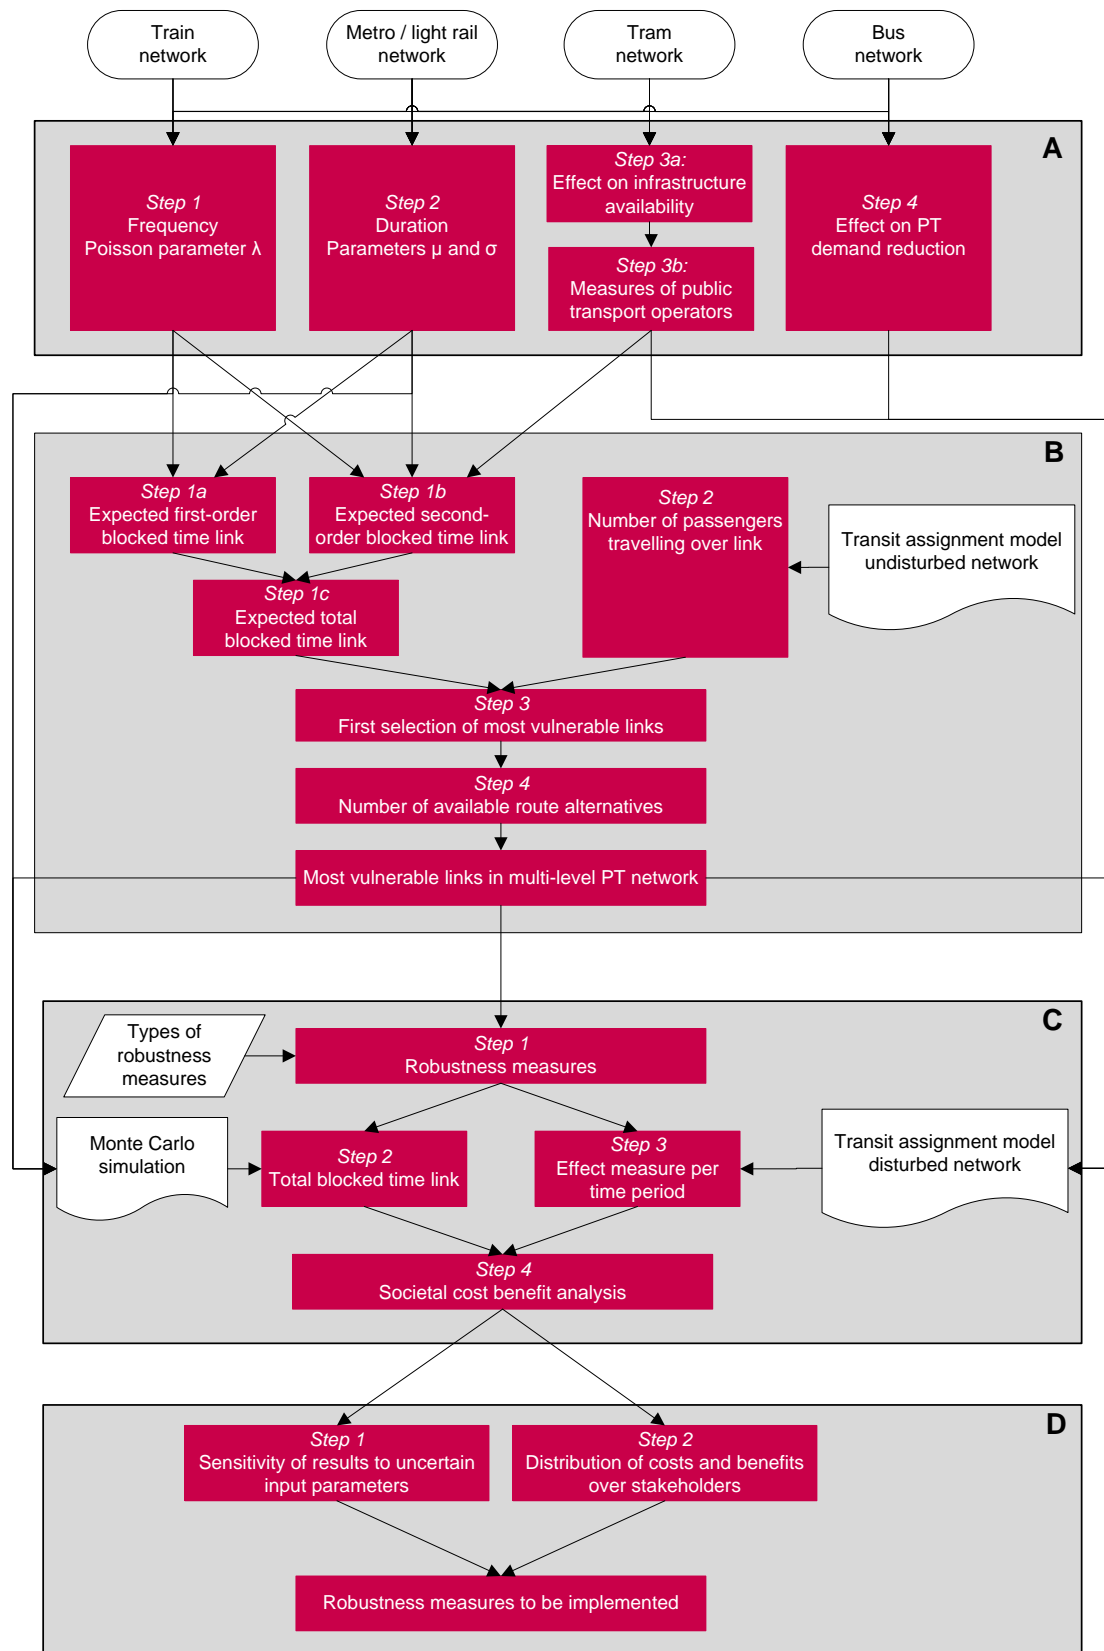 Train
network
Metro / light rail
network
Tram
network
Bus
network
A
Step 1
Frequency
Poisson parameter λ
Step 2
Duration
Parameters μ and σ
Step 3a:
Effect on infrastructure
availability
Step 3b:
Measures of public
transport operators
Step 4
Effect on PT
demand reduction
B
Step 1a
Expected first-order
blocked time link
Step 1b
Expected second-
order blocked time link
Step 2
Number of passengers
travelling over link
Transit assignment model
undisturbed network
Step 1c
Expected total
blocked time link
Step 3
First selection of most vulnerable links
Step 4
Number of available route alternatives
Most vulnerable links in multi-level PT network
C
Types of
robustness
measures
Step 1
Robustness measures
Monte Carlo
simulation
Step 2
Total blocked time link
Step 3
Effect measure per
time period
Transit assignment model
disturbed network
Step 4
Societal cost benefit analysis
D
Step 1
Sensitivity of results to uncertain
input parameters
Step 2
Distribution of costs and benefits
over stakeholders
Robustness measures to be implemented